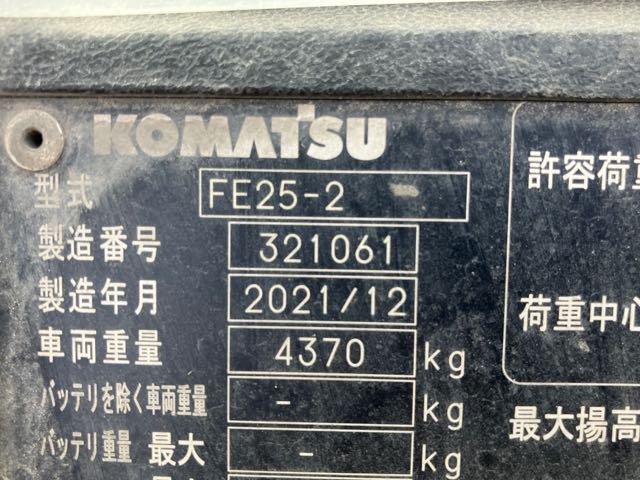 KOMATSU
型式 FE25-2
製造番号 321061
製造年月 2021/12
車両重量 4370 kg
バッテリを除く車両重量 - kg
バッテリ重量 最大 - kg
許容荷重
荷重中心
最大揚高